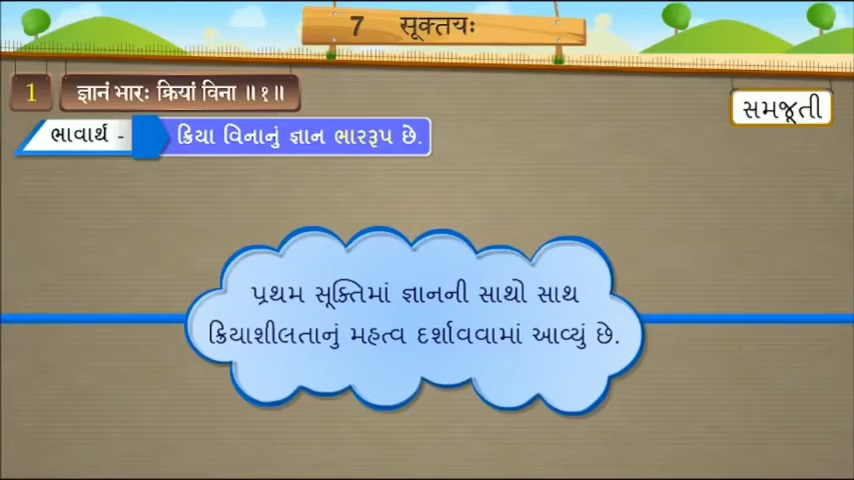 7 सूक्तयः
1 ज्ञानं भारः क्रियां विना ॥१॥
સમજૂતી
ભાવાર્થ - ક્રિયા વિનાનું જ્ઞાન ભારરૂપ છે.
પ્રથમ સૂક્તિમાં જ્ઞાનની સાથો સાથ
ક્રિયાશીલતાનું મહત્વ દર્શાવવામાં આવ્યું છે.